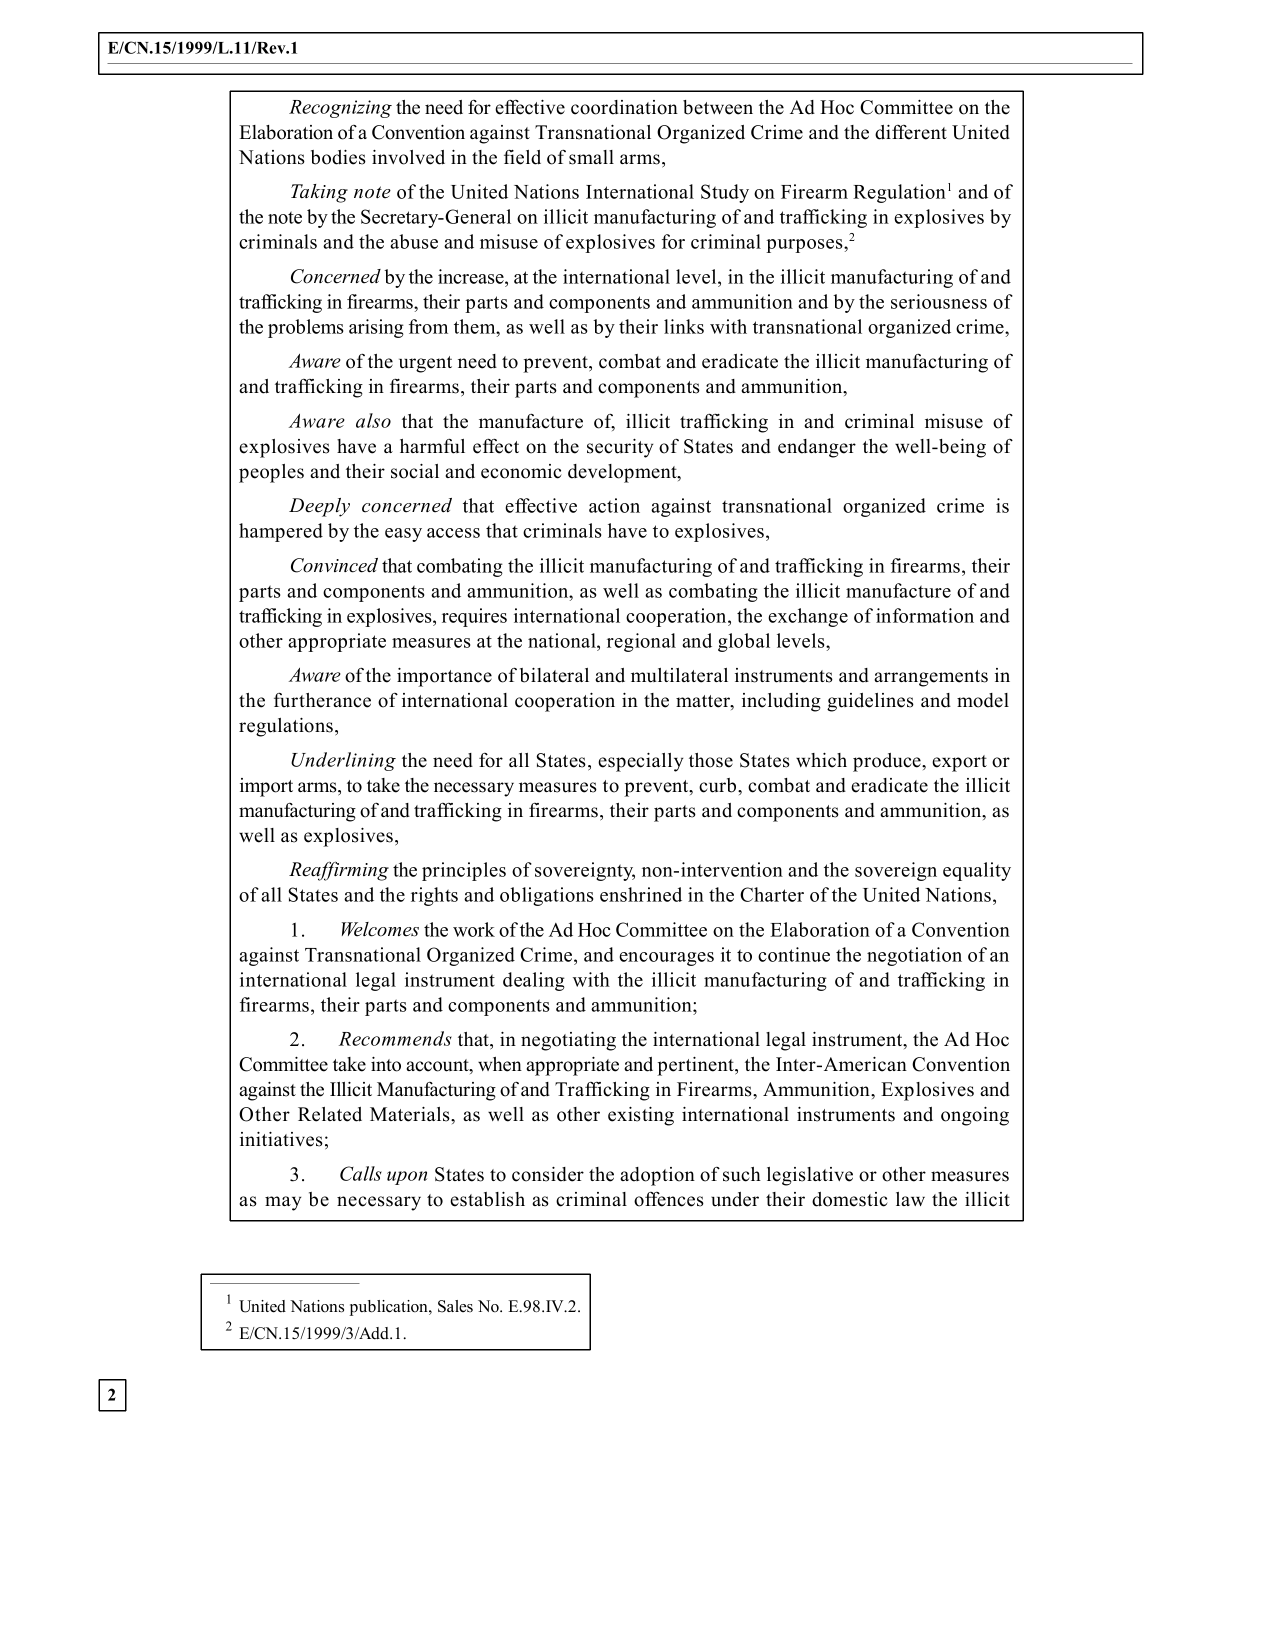 E/CN.15/1999/L.11/Rev.1
Recognizing the need for effective coordination between the Ad Hoc Committee on the
Elaboration of a Convention against Transnational Organized Crime and the different United
Nations bodies involved in the field of small arms,
Taking note of the United Nations International Study on Firearm Regulation1 and of
the note by the Secretary-General on illicit manufacturing of and trafficking in explosives by
criminals and the abuse and misuse of explosives for criminal purposes,2
Concerned by the increase, at the international level, in the illicit manufacturing of and
trafficking in firearms, their parts and components and ammunition and by the seriousness of
the problems arising from them, as well as by their links with transnational organized crime,
Aware of the urgent need to prevent, combat and eradicate the illicit manufacturing of
and trafficking in firearms, their parts and components and ammunition,
Aware also that the manufacture of, illicit trafficking in and criminal misuse of
explosives have a harmful effect on the security of States and endanger the well-being of
peoples and their social and economic development,
Deeply concerned that effective action against transnational organized crime is
hampered by the easy access that criminals have to explosives,
Convinced that combating the illicit manufacturing of and trafficking in firearms, their
parts and components and ammunition, as well as combating the illicit manufacture of and
trafficking in explosives, requires international cooperation, the exchange of information and
other appropriate measures at the national, regional and global levels,
Aware of the importance of bilateral and multilateral instruments and arrangements in
the furtherance of international cooperation in the matter, including guidelines and model
regulations,
Underlining the need for all States, especially those States which produce, export or
import arms, to take the necessary measures to prevent, curb, combat and eradicate the illicit
manufacturing of and trafficking in firearms, their parts and components and ammunition, as
well as explosives,
Reaffirming the principles of sovereignty, non-intervention and the sovereign equality
of all States and the rights and obligations enshrined in the Charter of the United Nations,
1. Welcomes the work of the Ad Hoc Committee on the Elaboration of a Convention
against Transnational Organized Crime, and encourages it to continue the negotiation of an
international legal instrument dealing with the illicit manufacturing of and trafficking in
firearms, their parts and components and ammunition;
2. Recommends that, in negotiating the international legal instrument, the Ad Hoc
Committee take into account, when appropriate and pertinent, the Inter-American Convention
against the Illicit Manufacturing of and Trafficking in Firearms, Ammunition, Explosives and
Other Related Materials, as well as other existing international instruments and ongoing
initiatives;
3. Calls upon States to consider the adoption of such legislative or other measures
as may be necessary to establish as criminal offences under their domestic law the illicit
1 United Nations publication, Sales No. E.98.IV.2.
2 E/CN.15/1999/3/Add.1.
2